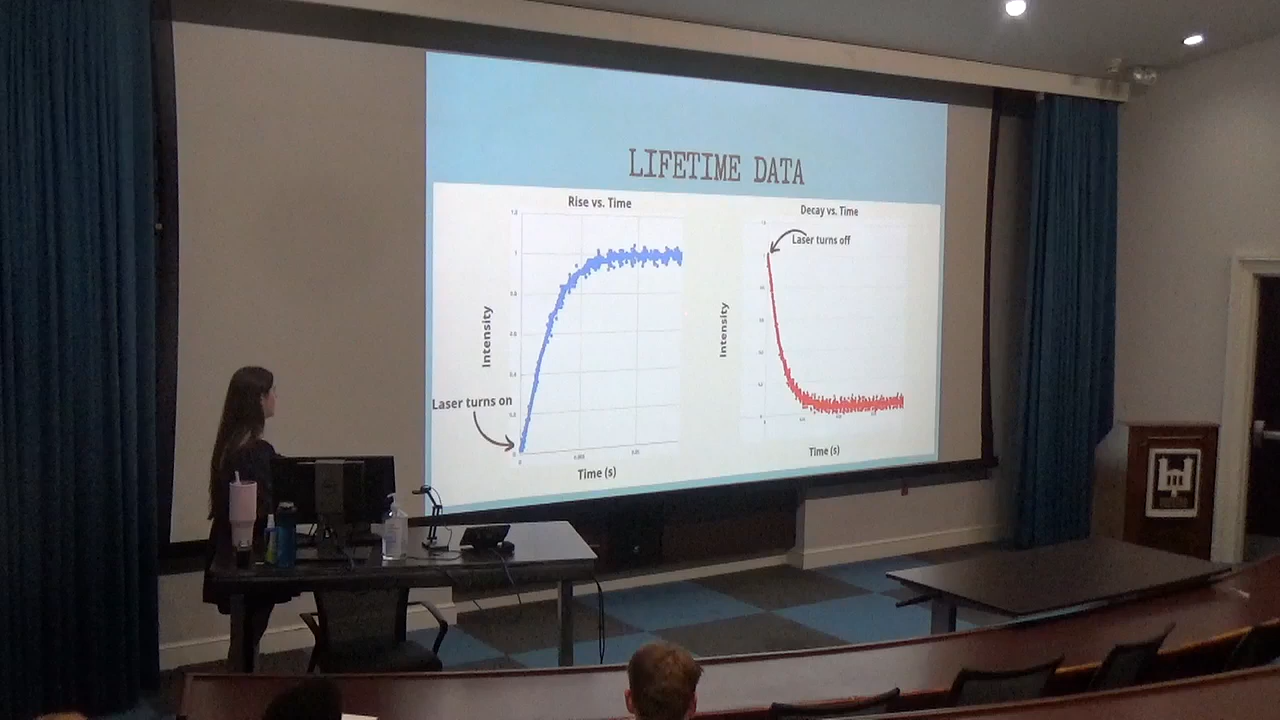 LIFETIME DATA
Rise vs. Time
Intensity
Laser turns on
Time (s)
Decay vs. Time
Laser turns off
Intensity
Time (s)